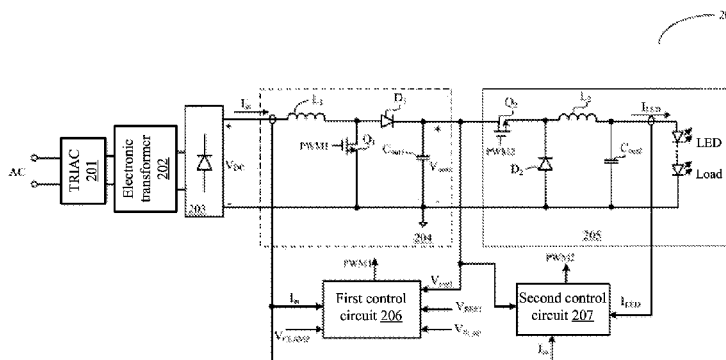 20
I_in
L_1
D_1
Q_2
L_2
I_LED
PWM1
Q_1
PWM2
LED
AC
TRIAC
201
Electronic
transformer
202
V_DC
C_out1
V_out1
D_2
C_out2
Load
203
204
205
PWM1
PWM2
V_out1
I_in
First control
circuit 206
V_REF1
Second control
circuit 207
I_LED
V_CLAMP
I_in